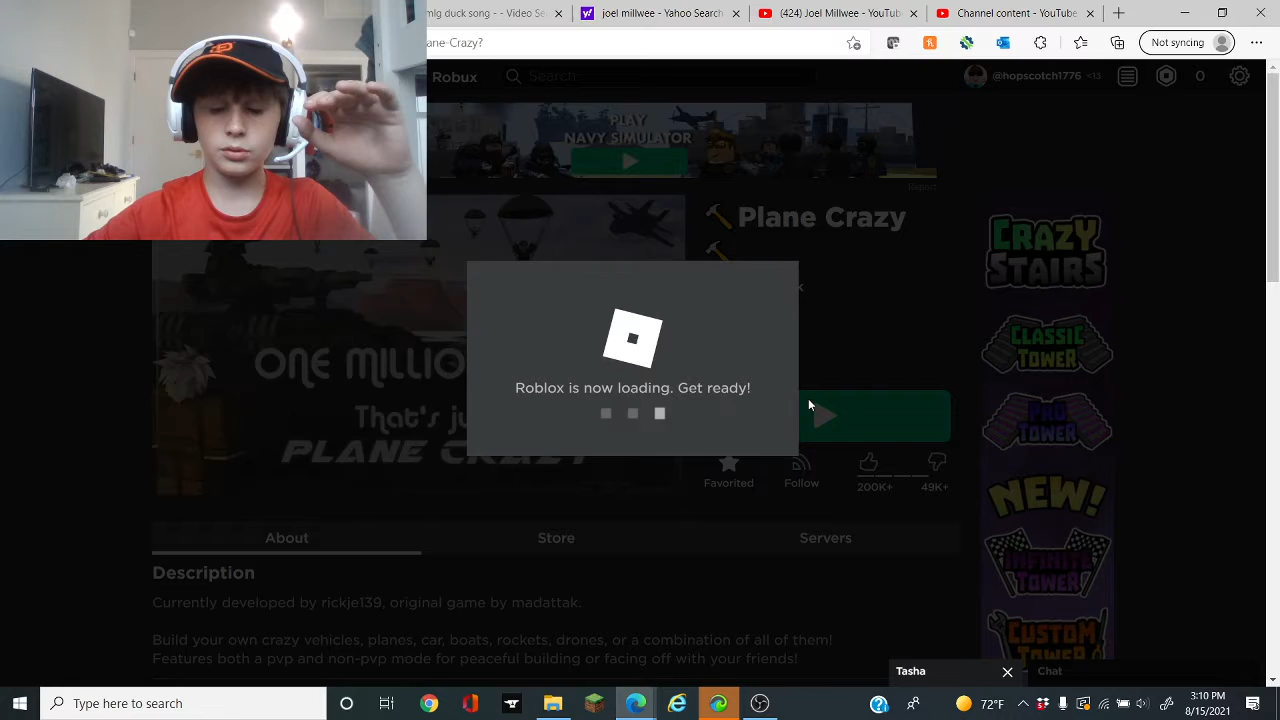 mlg duck song - - Video Se
joel milwee - Yahoo Search
(424) Joel Milwee - YouTube
ane-Crazy?
Not syncing
Robux
Search
@hopscotch1776 <13
0
PLAY
NAVY SIMULATOR
Report
Plane Crazy
CRAZY
STAIRS
ONE MILLIO
That's ju
PLANE CRAZY
Roblox is now loading. Get ready!
CLASSIC
TOWER
PRO
TOWER
Favorited
Follow
200K+
49K+
NEW!
INFINITE
TOWER
CUSTOM
TOWER
About
Store
Servers
Description
Currently developed by rickje139, original game by madattak.
Build your own crazy vehicles, planes, car, boats, rockets, drones, or a combination of all of them!
Features both a pvp and non-pvp mode for peaceful building or facing off with your friends!
Tasha
Chat
Type here to search
72°F
3:10 PM
8/15/2021